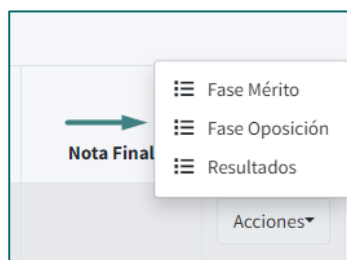 Fase Mérito
Fase Oposición
Nota Final
Resultados
Acciones